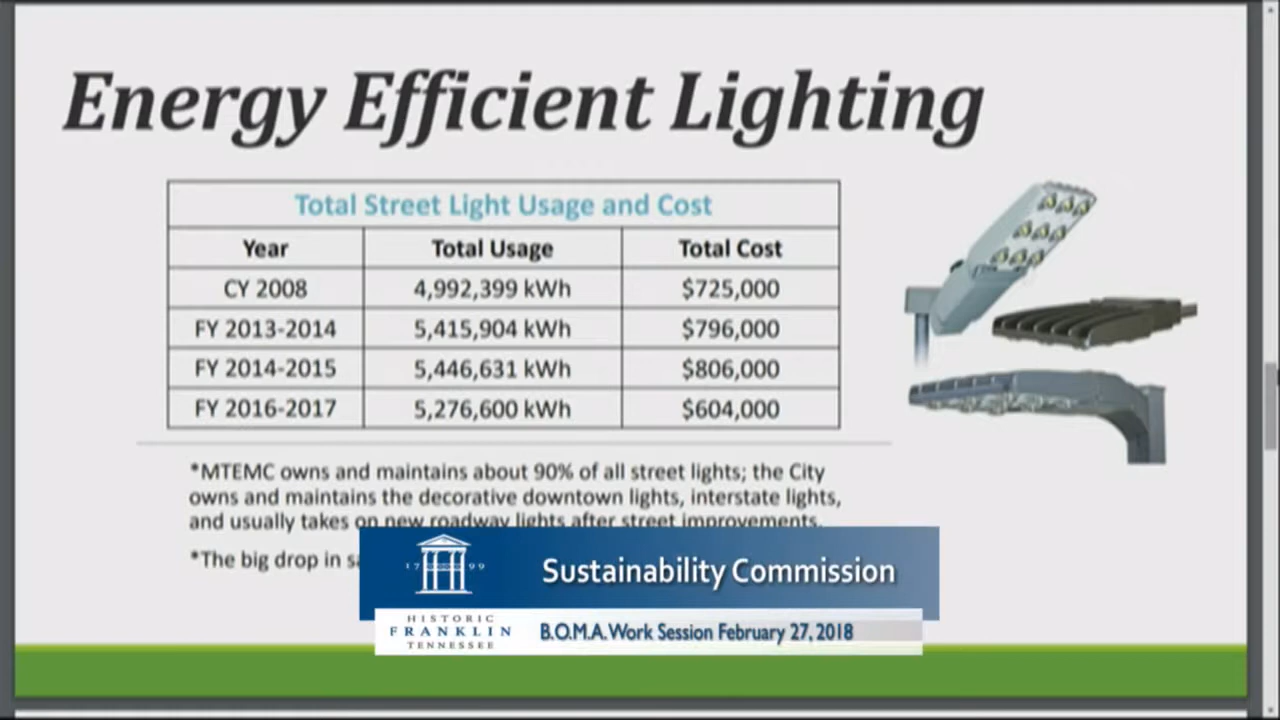 Energy Efficient Lighting
Total Street Light Usage and Cost
Year Total Usage Total Cost
CY 2008 4,992,399 kWh $725,000
FY 2013-2014 5,415,904 kWh $796,000
FY 2014-2015 5,446,631 kWh $806,000
FY 2016-2017 5,276,600 kWh $604,000
*MTEMC owns and maintains about 90% of all street lights; the City
owns and maintains the decorative downtown lights, interstate lights,
and usually takes on new roadway lights after street improvements.
*The big drop in
17 99
Sustainability Commission
HISTORIC
FRANKLIN
TENNESSEE
B.O.M.A. Work Session February 27, 2018